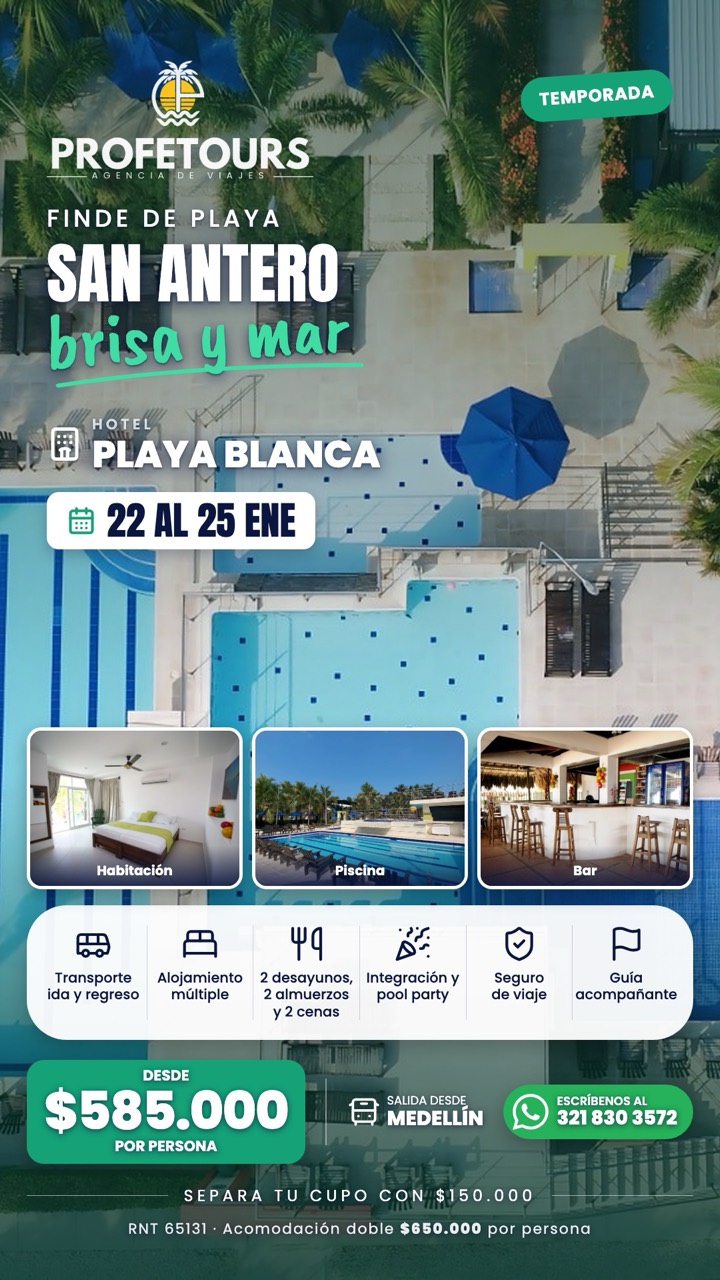 TEMPORADA
PROFETOURS
AGENCIA DE VIAJES
FINDE DE PLAYA
SAN ANTERO
brisa y mar
HOTEL
PLAYA BLANCA
22 AL 25 ENE
Habitación
Piscina
Bar
Transporte
ida y regreso
Alojamiento
múltiple
2 desayunos,
2 almuerzos
y 2 cenas
Integración y
pool party
Seguro
de viaje
Guía
acompañante
DESDE
$585.000
POR PERSONA
SALIDA DESDE
MEDELLÍN
ESCRÍBENOS AL
321 830 3572
SEPARA TU CUPO CON $150.000
RNT 65131 · Acomodación doble $650.000 por persona